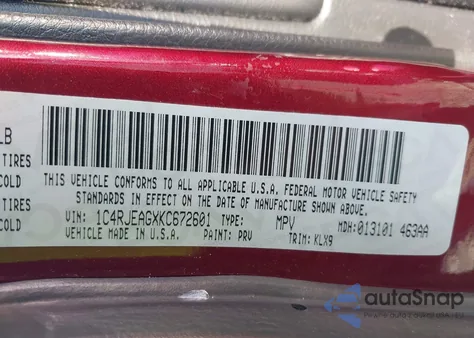 LB
TIRES
COLD
TIRES
COLD
THIS VEHICLE CONFORMS TO ALL APPLICABLE U.S.A. FEDERAL MOTOR VEHICLE SAFETY
STANDARDS IN EFFECT ON THE DATE OF MANUFACTURE SHOWN ABOVE.
VIN: 1C4RJEAGXKC672601 TYPE: MPV MDH: 013101 463AA
VEHICLE MADE IN U.S.A. PAINT: PRV TRIM: KLX9
autoSnap